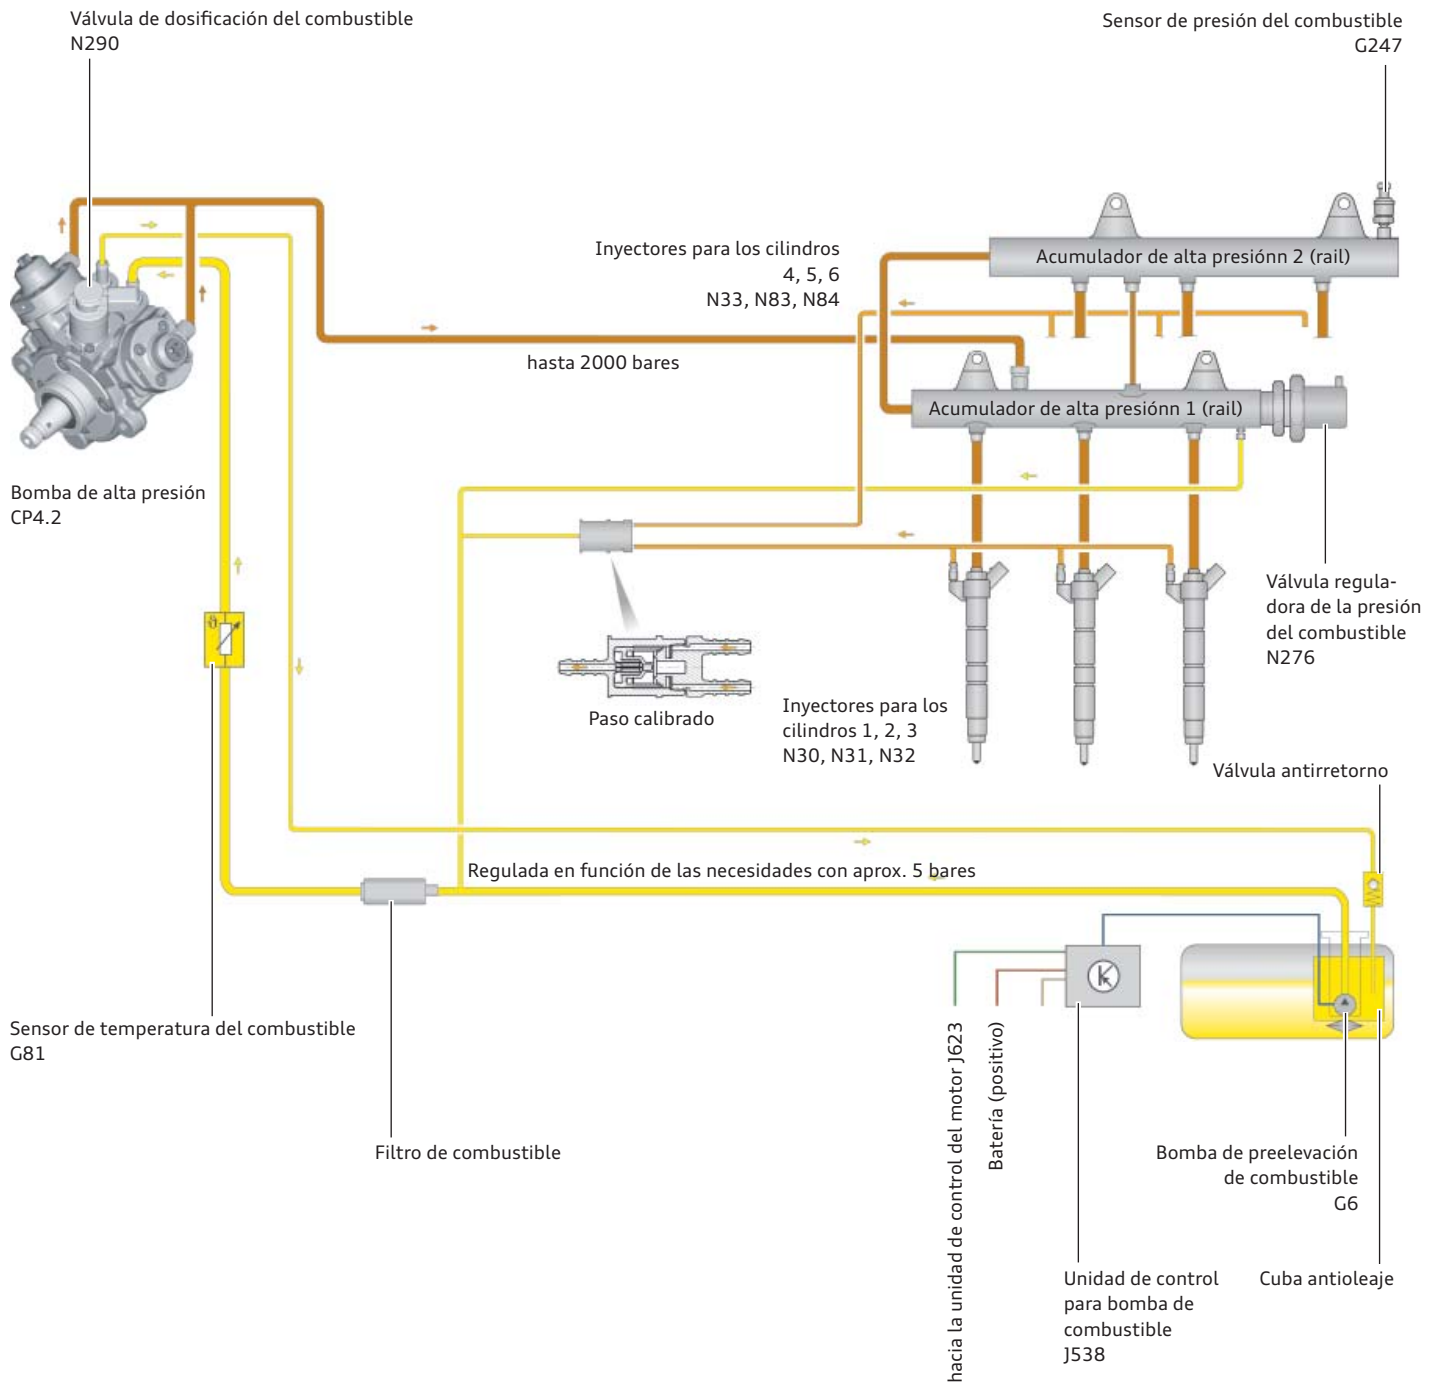 Válvula de dosificación del combustible
N290
Sensor de presión del combustible
G247
Inyectores para los cilindros
4, 5, 6
N33, N83, N84
Acumulador de alta presiónn 2 (rail)
hasta 2000 bares
Acumulador de alta presiónn 1 (rail)
Bomba de alta presión
CP4.2
Válvula regula-
dora de la presión
del combustible
N276
Paso calibrado
Inyectores para los
cilindros 1, 2, 3
N30, N31, N32
Válvula antirretorno
Regulada en función de las necesidades con aprox. 5 bares
Sensor de temperatura del combustible
G81
Filtro de combustible
hacia la unidad de control del motor J623
Batería (positivo)
Bomba de preelevación
de combustible
G6
Unidad de control
para bomba de
combustible
J538
Cuba antioleaje